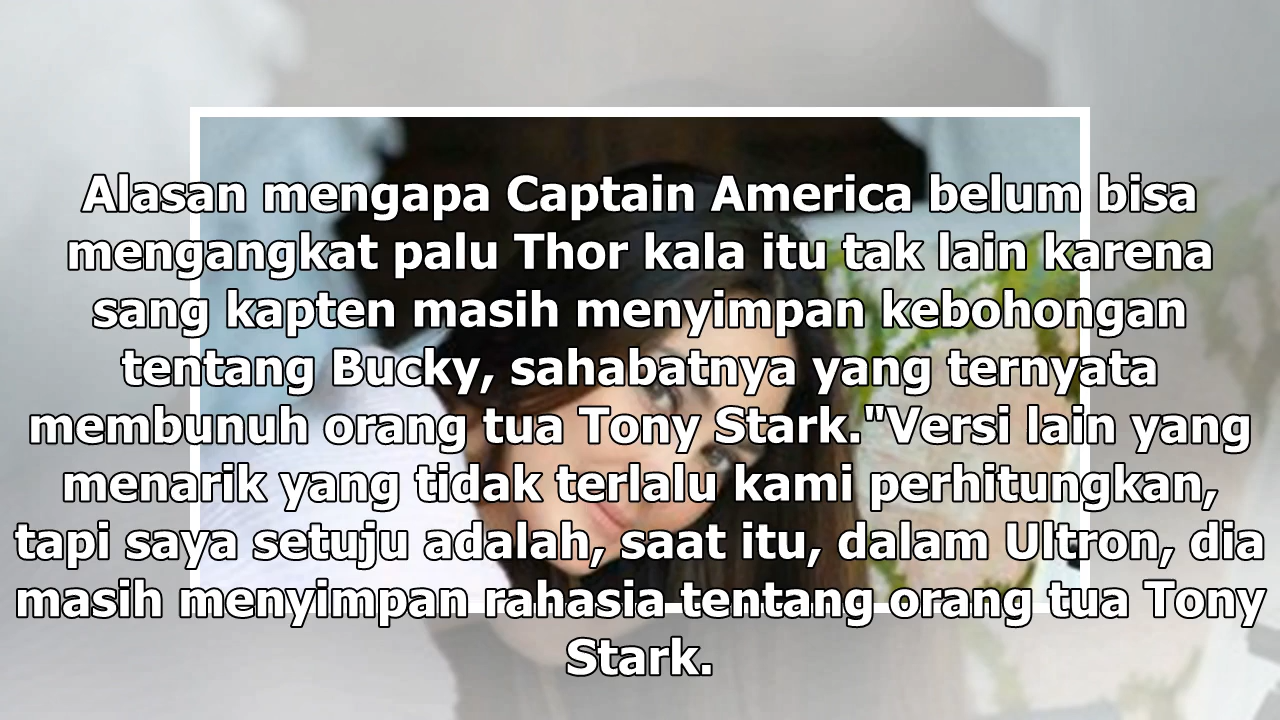 Alasan mengapa Captain America belum bisa
mengangkat palu Thor kala itu tak lain karena
sang kapten masih menyimpan kebohongan
tentang Bucky, sahabatnya yang ternyata
membunuh orang tua Tony Stark."Versi lain yang
menarik yang tidak terlalu kami perhitungkan,
tapi saya setuju adalah, saat itu, dalam Ultron, dia
masih menyimpan rahasia tentang orang tua Tony
Stark.